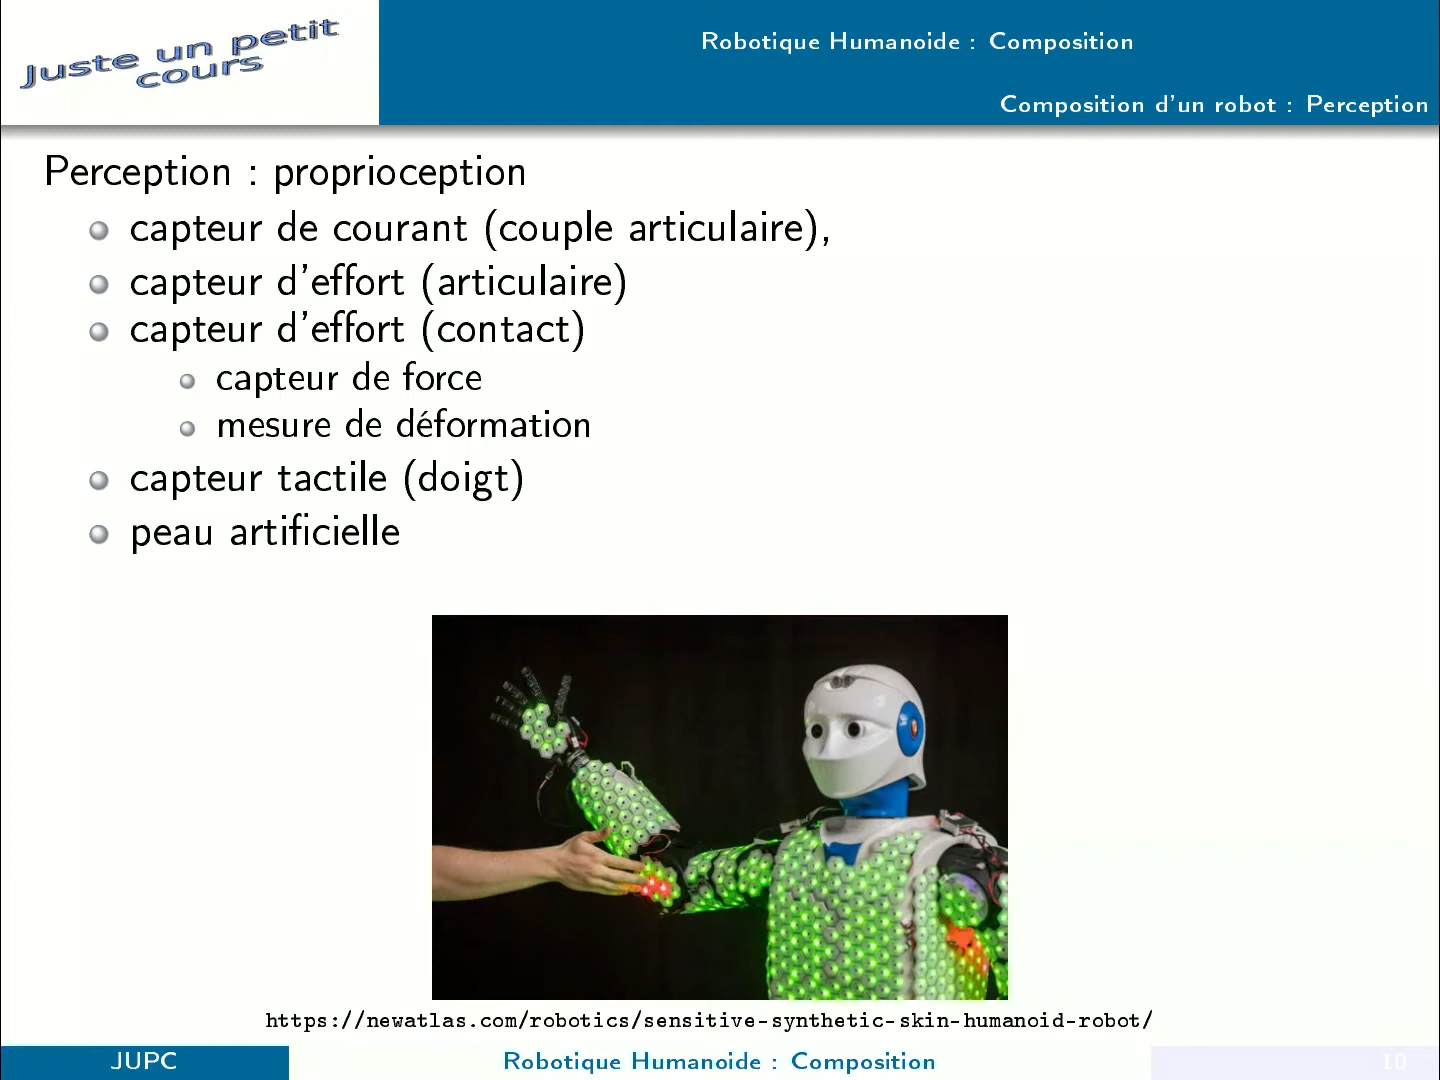 Juste un petit
cours
Robotique Humanoide : Composition
Composition d'un robot : Perception
Perception : proprioception
capteur de courant (couple articulaire),
capteur d'effort (articulaire)
capteur d'effort (contact)
capteur de force
mesure de déformation
capteur tactile (doigt)
peau artificielle
https://newatlas.com/robotics/sensitive-synthetic-skin-humanoid-robot/
JUPC
Robotique Humanoide : Composition
10